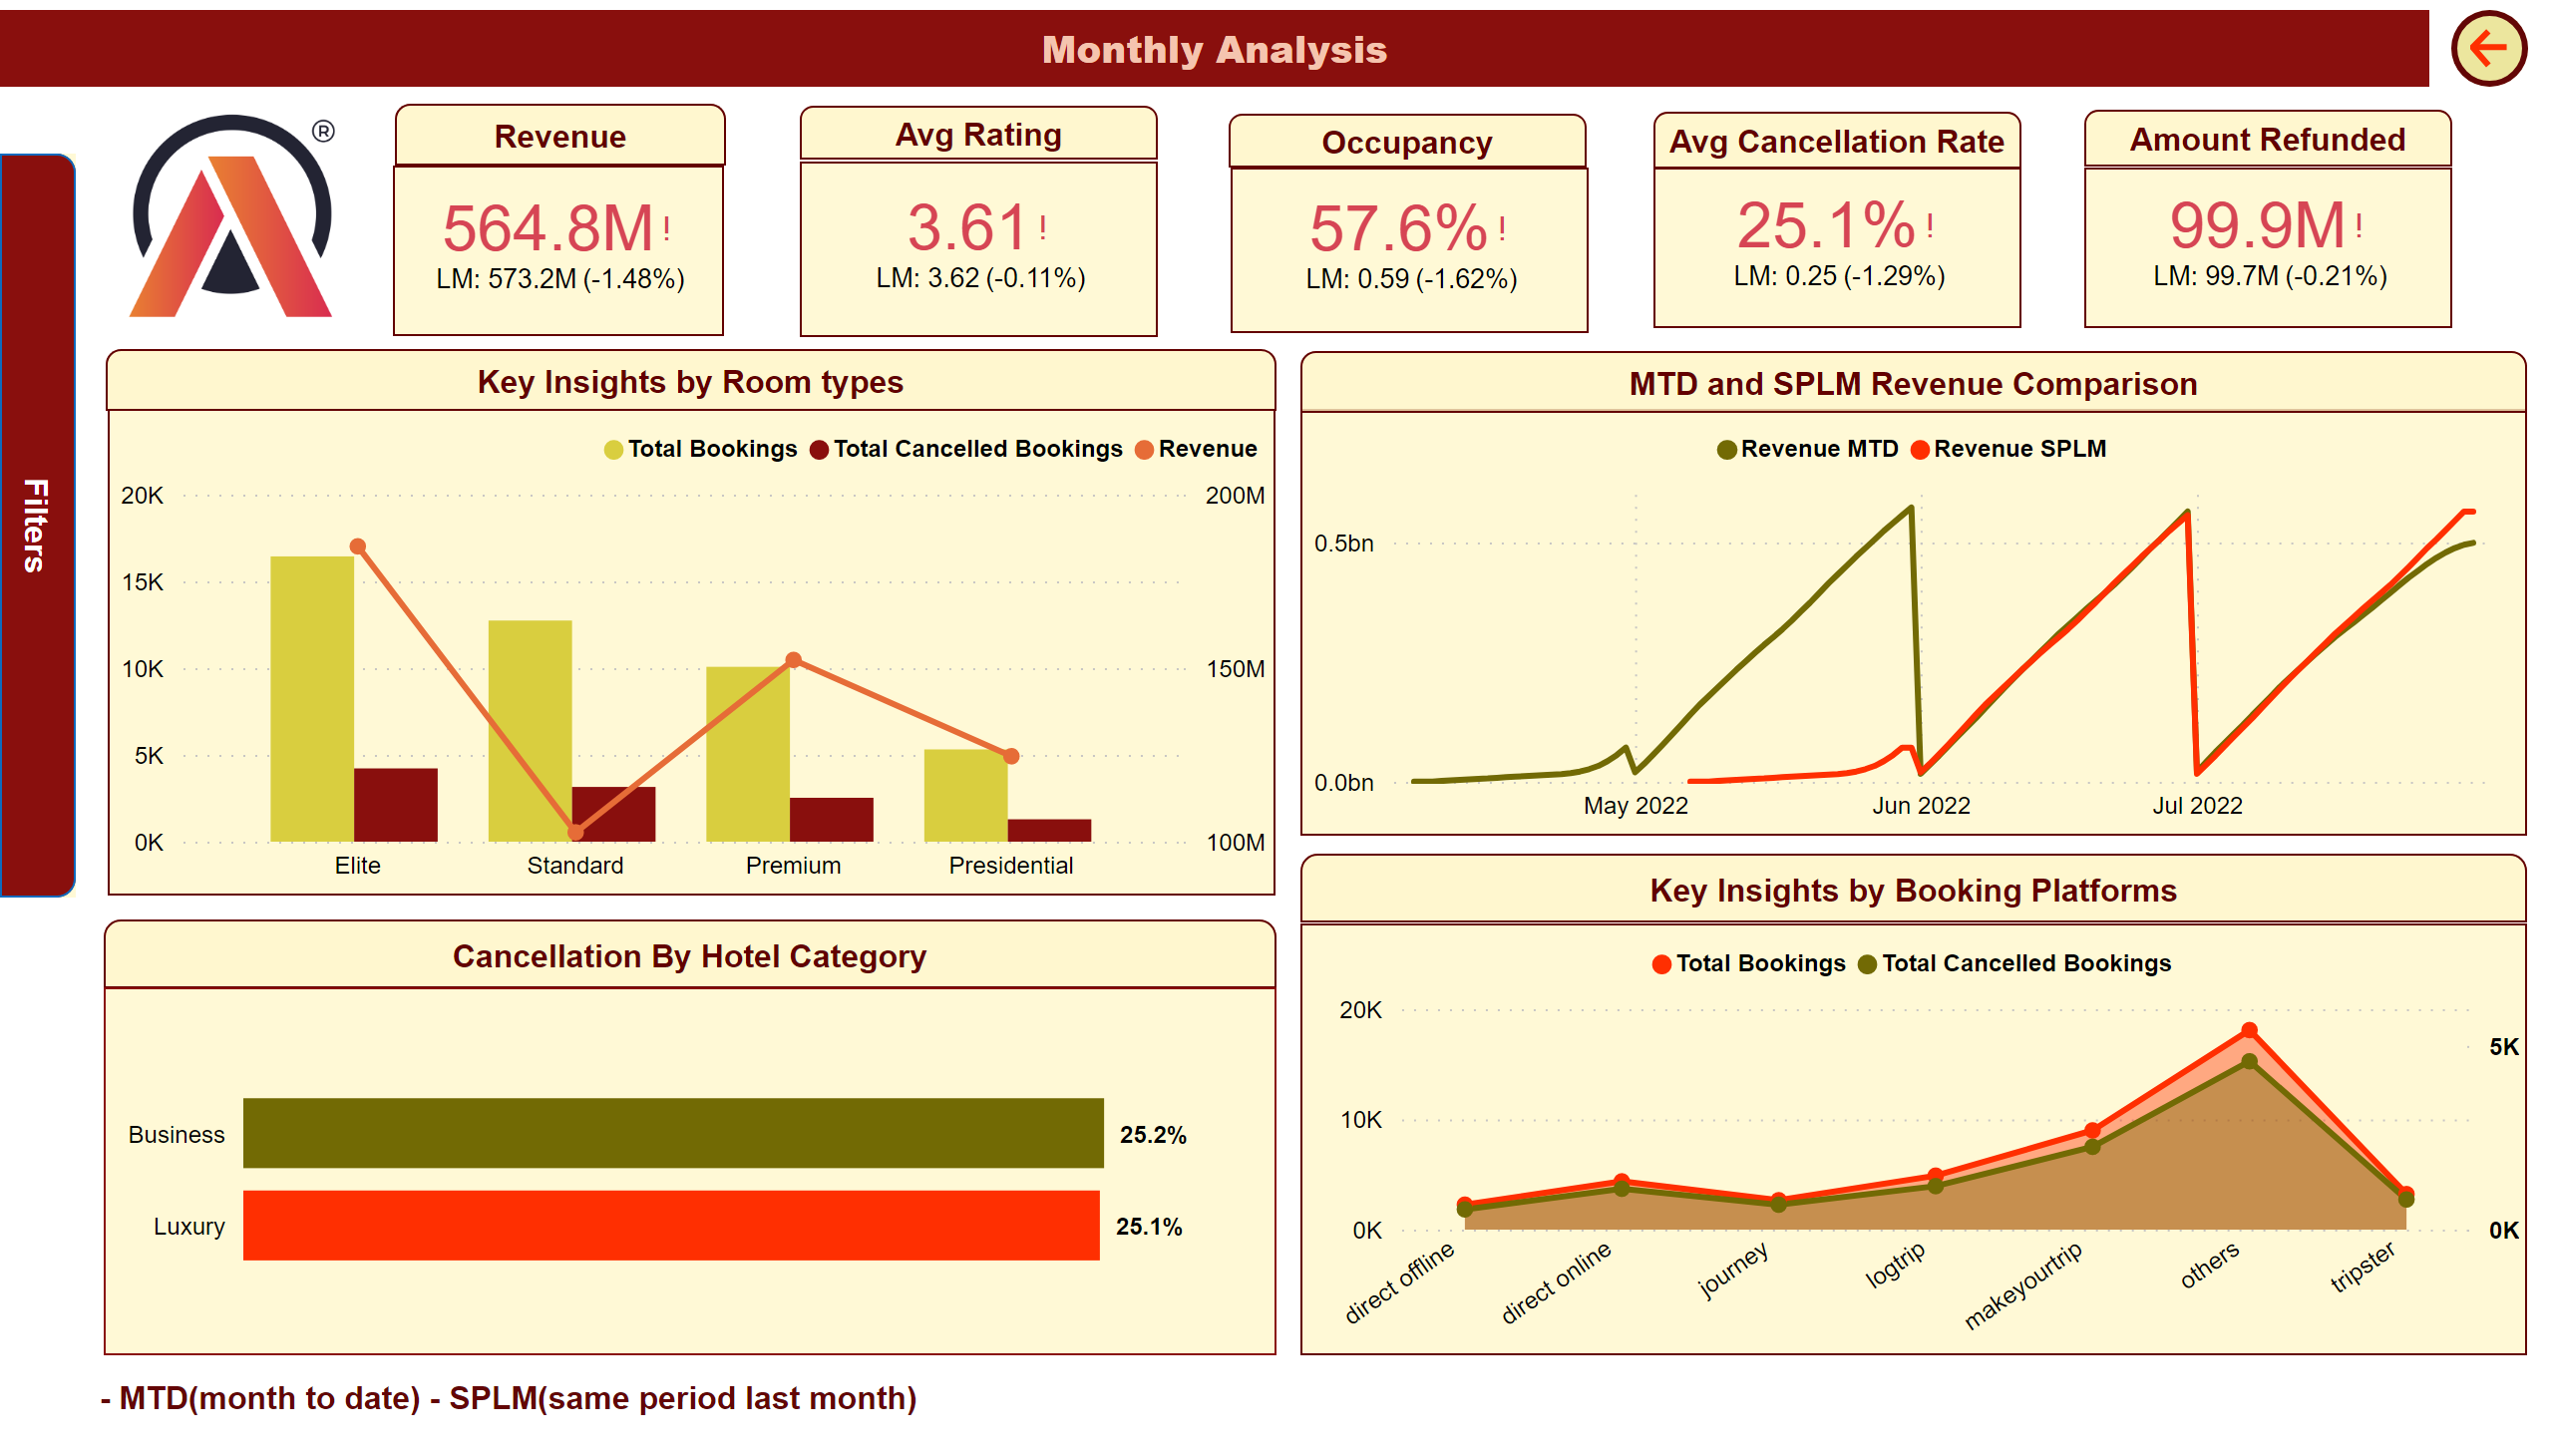 Monthly Analysis
®
Filters
Revenue
564.8M !
LM: 573.2M (-1.48%)
Avg Rating
3.61 !
LM: 3.62 (-0.11%)
Occupancy
57.6% !
LM: 0.59 (-1.62%)
Avg Cancellation Rate
25.1% !
LM: 0.25 (-1.29%)
Amount Refunded
99.9M !
LM: 99.7M (-0.21%)
Key Insights by Room types
Total Bookings Total Cancelled Bookings Revenue
20K 200M
15K
10K 150M
5K
0K 100M
Elite Standard Premium Presidential
MTD and SPLM Revenue Comparison
Revenue MTD Revenue SPLM
0.5bn
0.0bn
May 2022 Jun 2022 Jul 2022
Cancellation By Hotel Category
Business 25.2%
Luxury 25.1%
Key Insights by Booking Platforms
Total Bookings Total Cancelled Bookings
20K
5K
10K
0K 0K
direct offline direct online journey logtrip makeyourtrip others tripster
- MTD(month to date) - SPLM(same period last month)